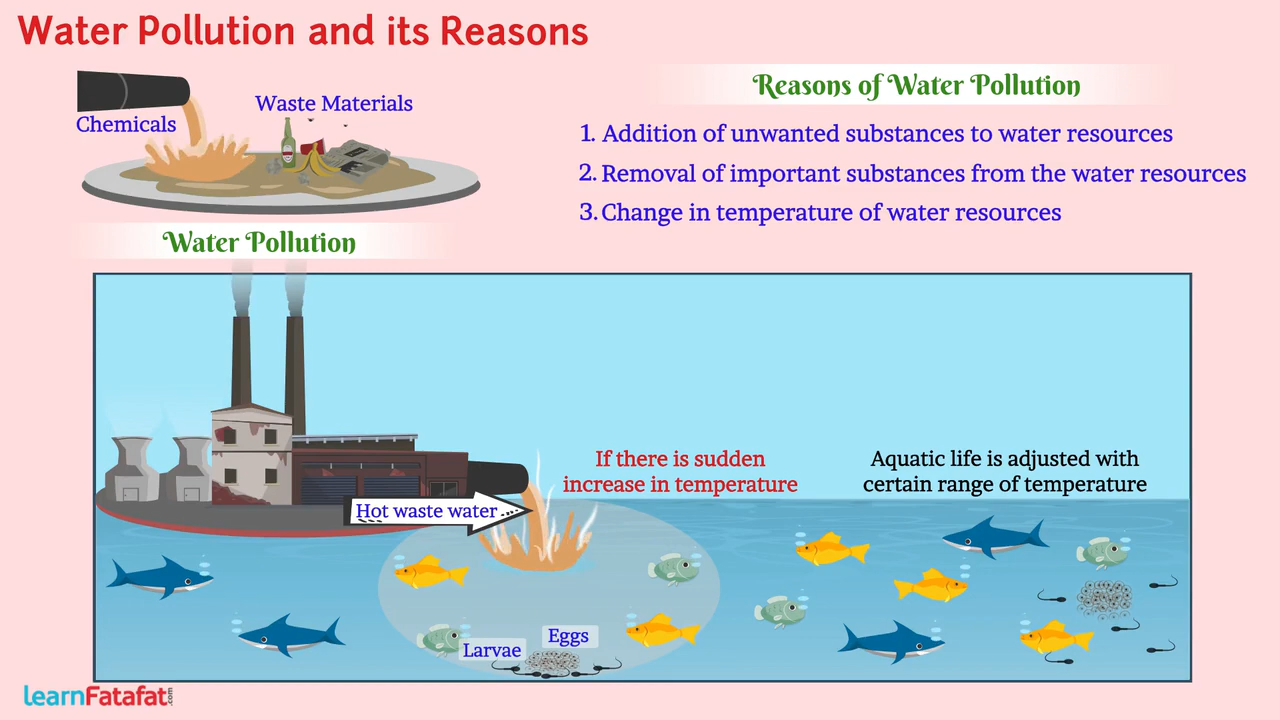 Water Pollution and its Reasons
Chemicals
Waste Materials
Water Pollution
Reasons of Water Pollution
1. Addition of unwanted substances to water resources
2. Removal of important substances from the water resources
3. Change in temperature of water resources
If there is sudden
increase in temperature
Aquatic life is adjusted with
certain range of temperature
Hot waste water
Larvae
Eggs
learnFatafat.com